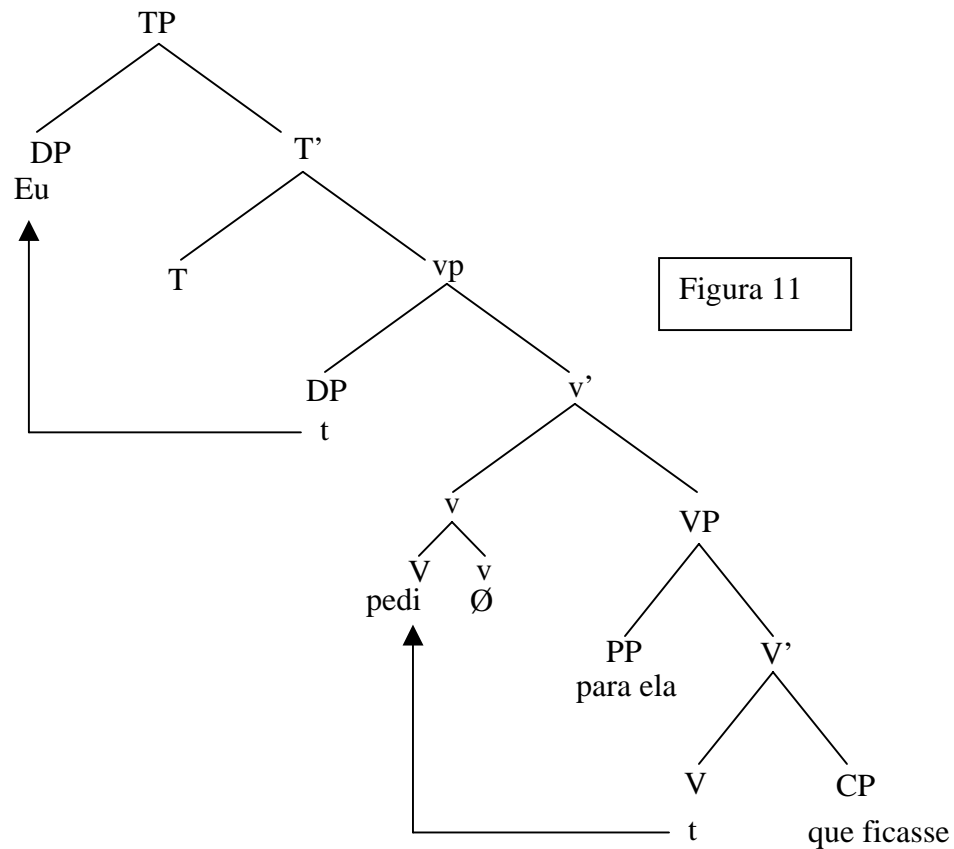 TP
DP
Eu
T’
T
vp
Figura 11
DP
t
v’
v
V
pedi
v
Ø
VP
PP
para ela
V’
V
t
CP
que ficasse